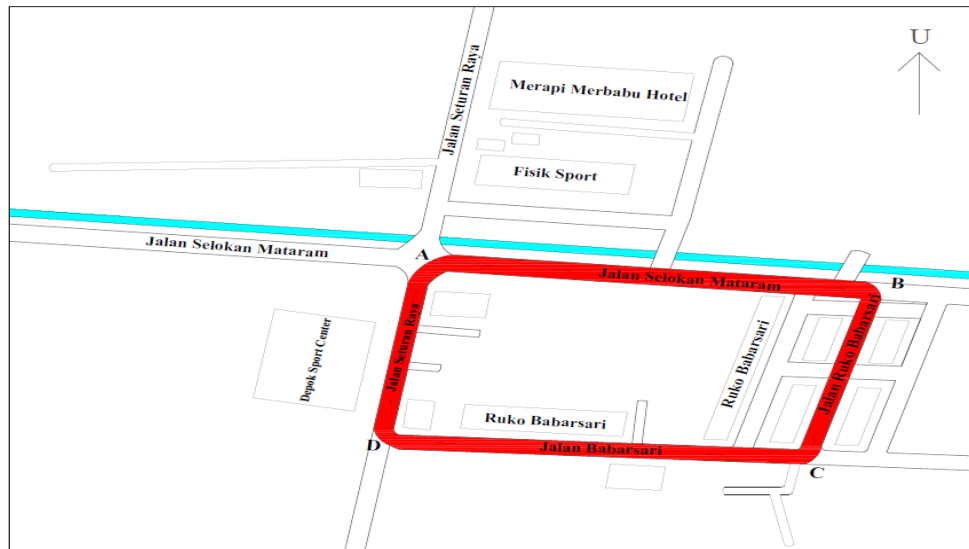 U
Jalan Seturan Raya
Merapi Merbabu Hotel
Fisik Sport
Jalan Selokan Mataram
A
Jalan Selokan Mataram
B
Depok Sport Center
Jalan Seturan Raya
Ruko Babarsari
Jalan Ruko Babarsari
Ruko Babarsari
D
Jalan Babarsari
C